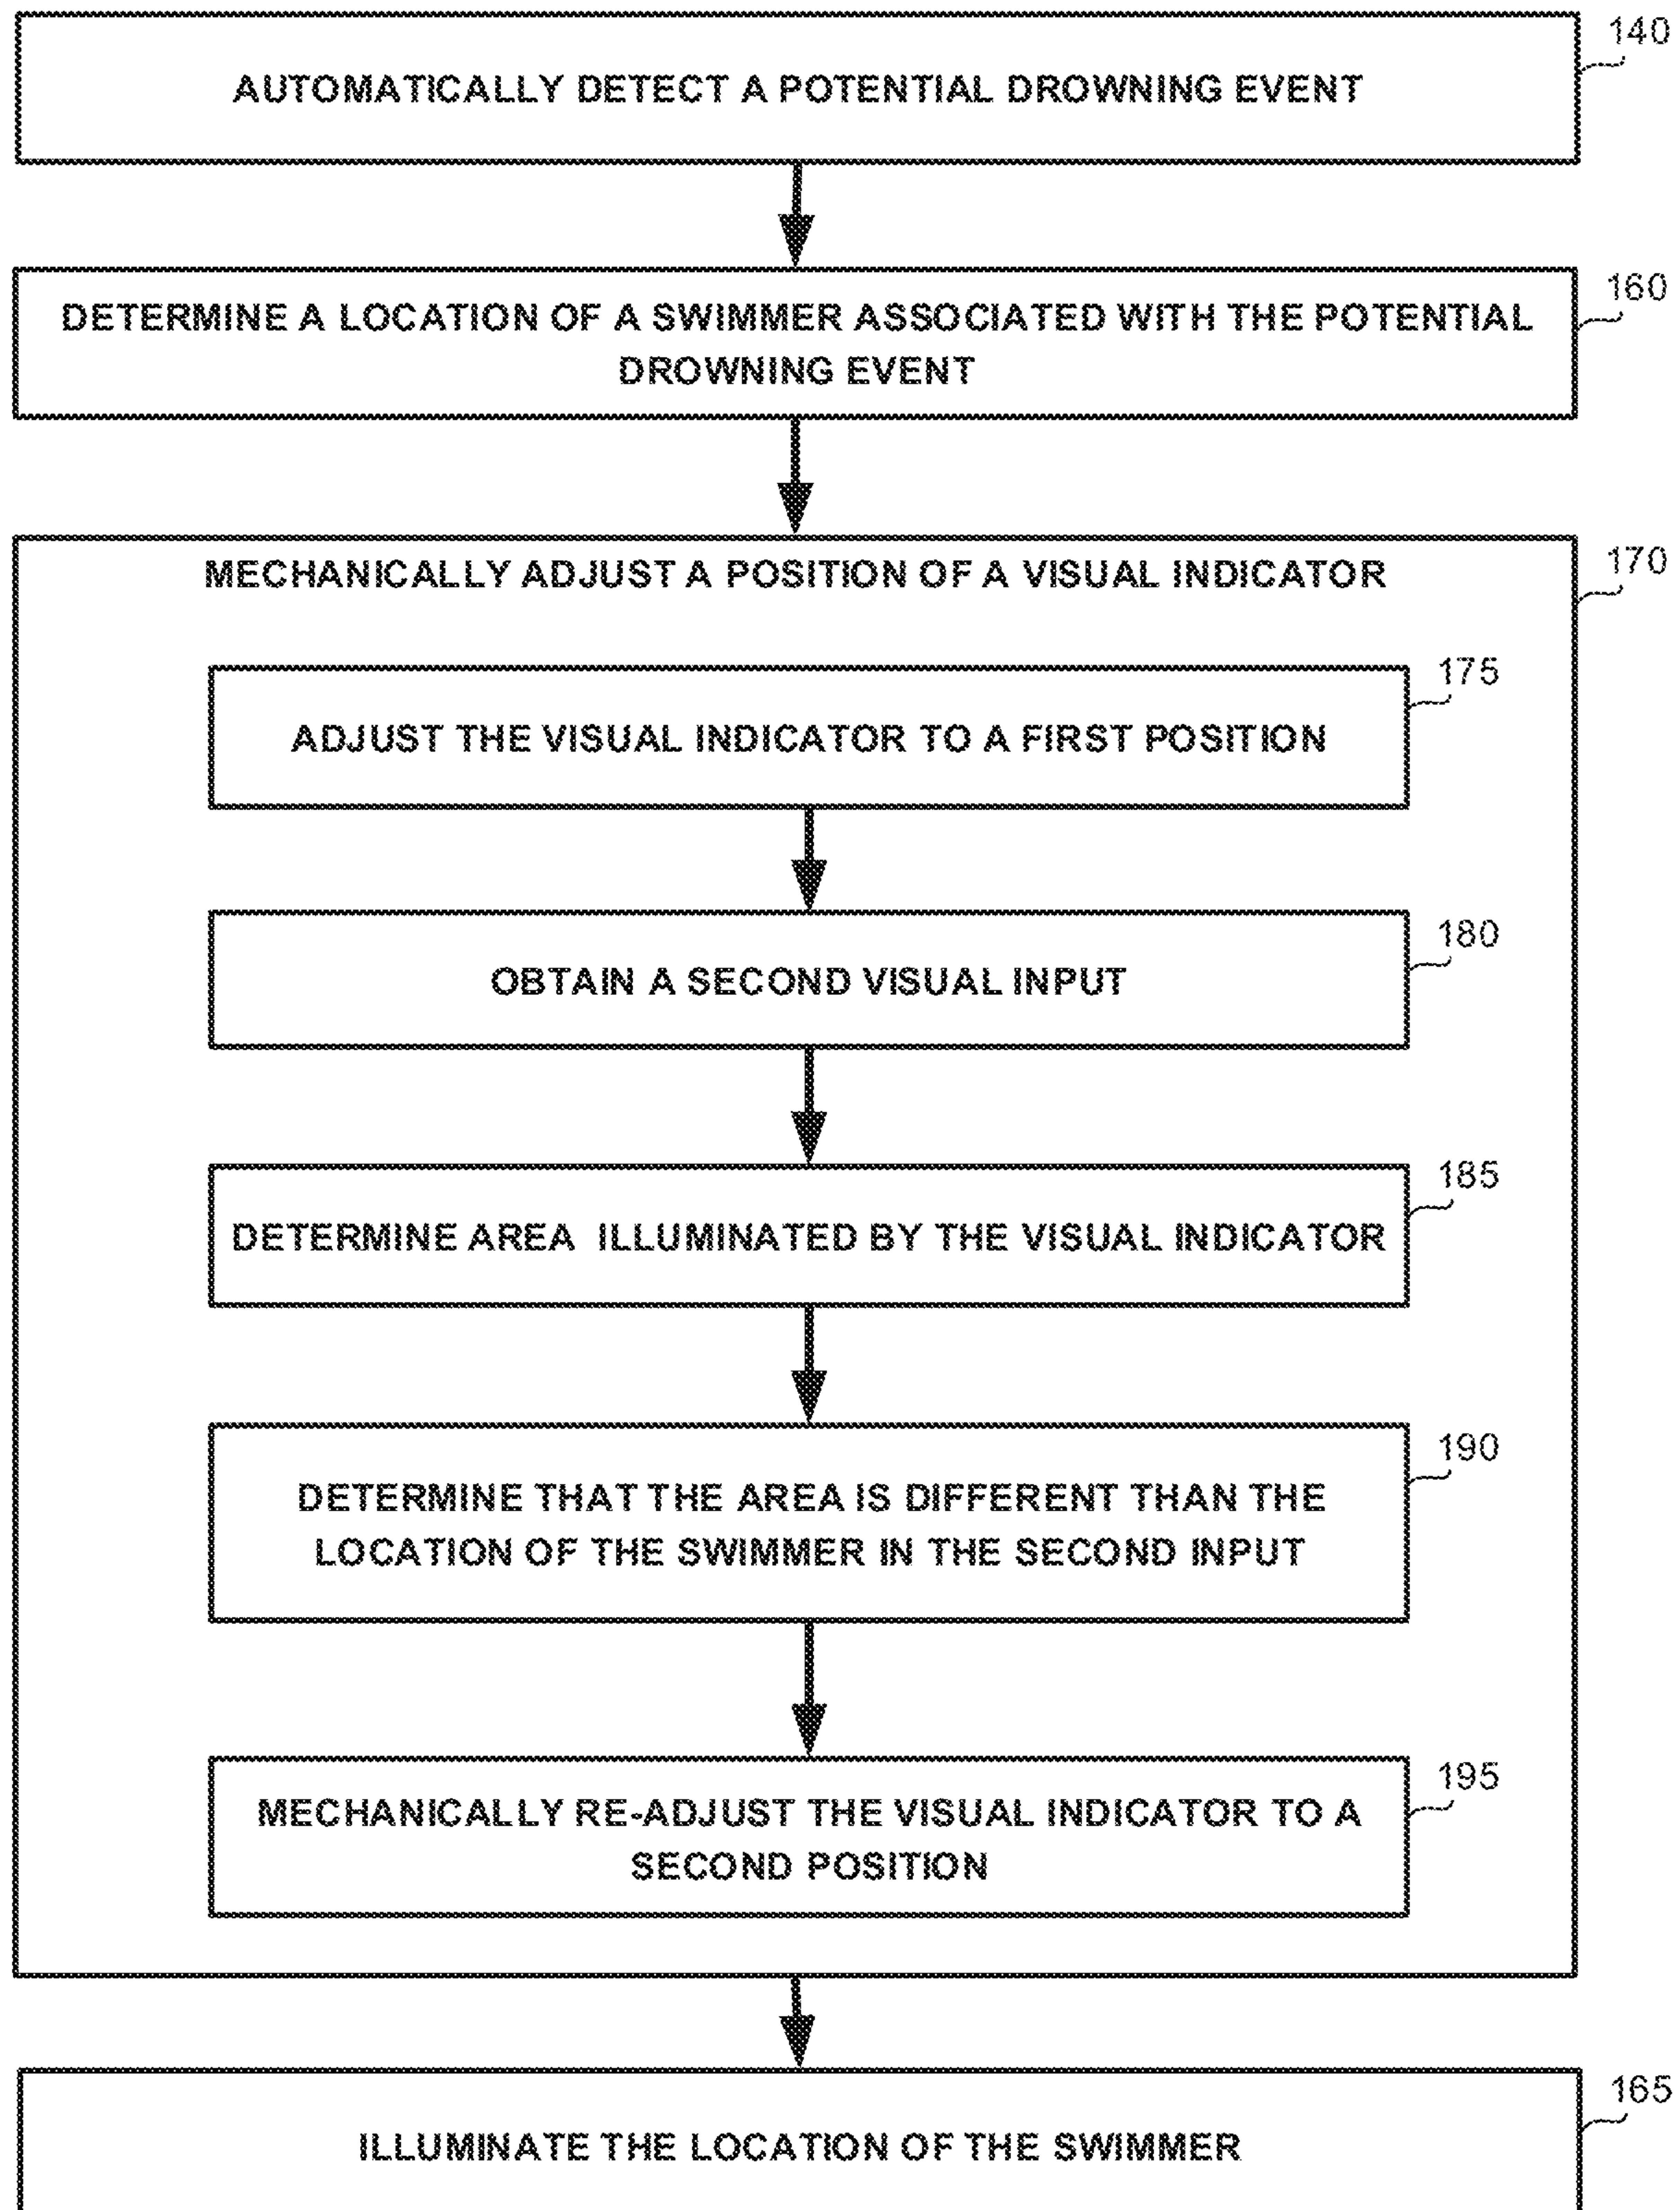 140
AUTOMATICALLY DETECT A POTENTIAL DROWNING EVENT
160
DETERMINE A LOCATION OF A SWIMMER ASSOCIATED WITH THE POTENTIAL
DROWNING EVENT
170
MECHANICALLY ADJUST A POSITION OF A VISUAL INDICATOR
175
ADJUST THE VISUAL INDICATOR TO A FIRST POSITION
180
OBTAIN A SECOND VISUAL INPUT
185
DETERMINE AREA ILLUMINATED BY THE VISUAL INDICATOR
190
DETERMINE THAT THE AREA IS DIFFERENT THAN THE
LOCATION OF THE SWIMMER IN THE SECOND INPUT
195
MECHANICALLY RE-ADJUST THE VISUAL INDICATOR TO A
SECOND POSITION
165
ILLUMINATE THE LOCATION OF THE SWIMMER